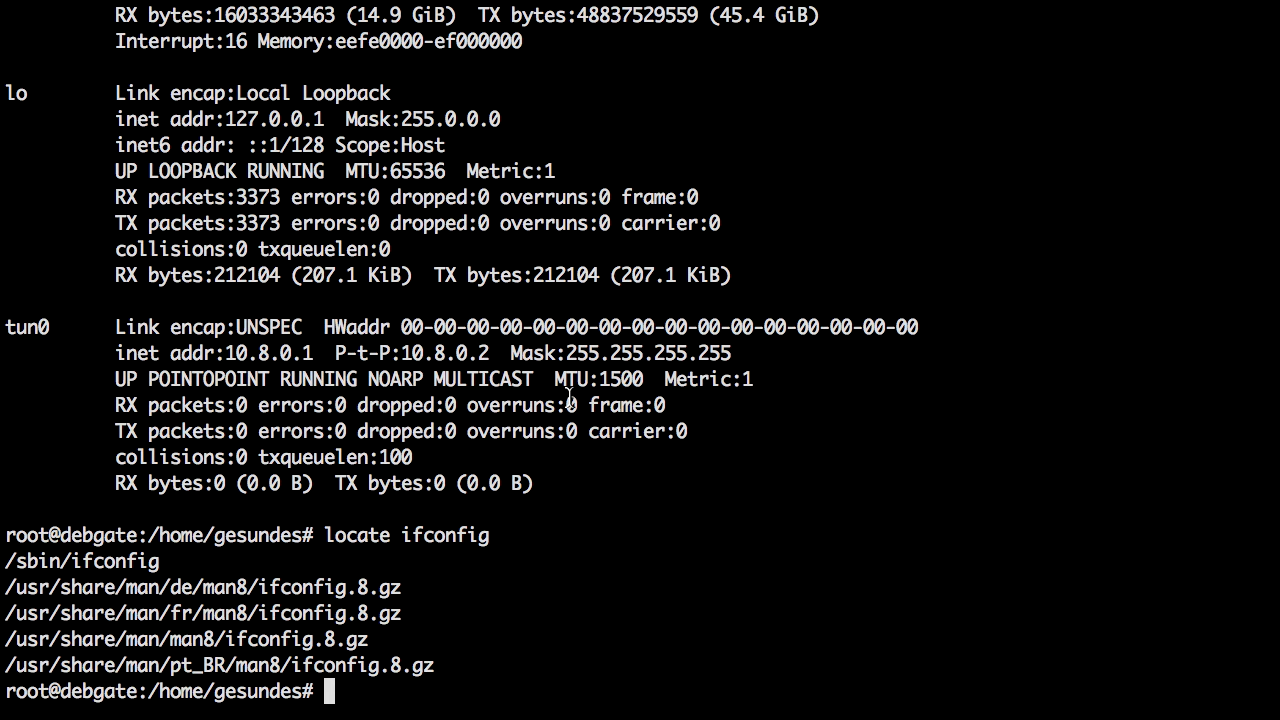 RX bytes:16033343463 (14.9 GiB)  TX bytes:48837529559 (45.4 GiB)
Interrupt:16 Memory:eefe0000-ef000000
lo        Link encap:Local Loopback
inet addr:127.0.0.1  Mask:255.0.0.0
inet6 addr: ::1/128 Scope:Host
UP LOOPBACK RUNNING  MTU:65536  Metric:1
RX packets:3373 errors:0 dropped:0 overruns:0 frame:0
TX packets:3373 errors:0 dropped:0 overruns:0 carrier:0
collisions:0 txqueuelen:0
RX bytes:212104 (207.1 KiB)  TX bytes:212104 (207.1 KiB)
tun0      Link encap:UNSPEC  HWaddr 00-00-00-00-00-00-00-00-00-00-00-00-00-00-00-00
inet addr:10.8.0.1  P-t-P:10.8.0.2  Mask:255.255.255.255
UP POINTOPOINT RUNNING NOARP MULTICAST  MTU:1500  Metric:1
RX packets:0 errors:0 dropped:0 overruns:0 frame:0
TX packets:0 errors:0 dropped:0 overruns:0 carrier:0
collisions:0 txqueuelen:100
RX bytes:0 (0.0 B)  TX bytes:0 (0.0 B)
root@debgate:/home/gesundes# locate ifconfig
/sbin/ifconfig
/usr/share/man/de/man8/ifconfig.8.gz
/usr/share/man/fr/man8/ifconfig.8.gz
/usr/share/man/man8/ifconfig.8.gz
/usr/share/man/pt_BR/man8/ifconfig.8.gz
root@debgate:/home/gesundes#